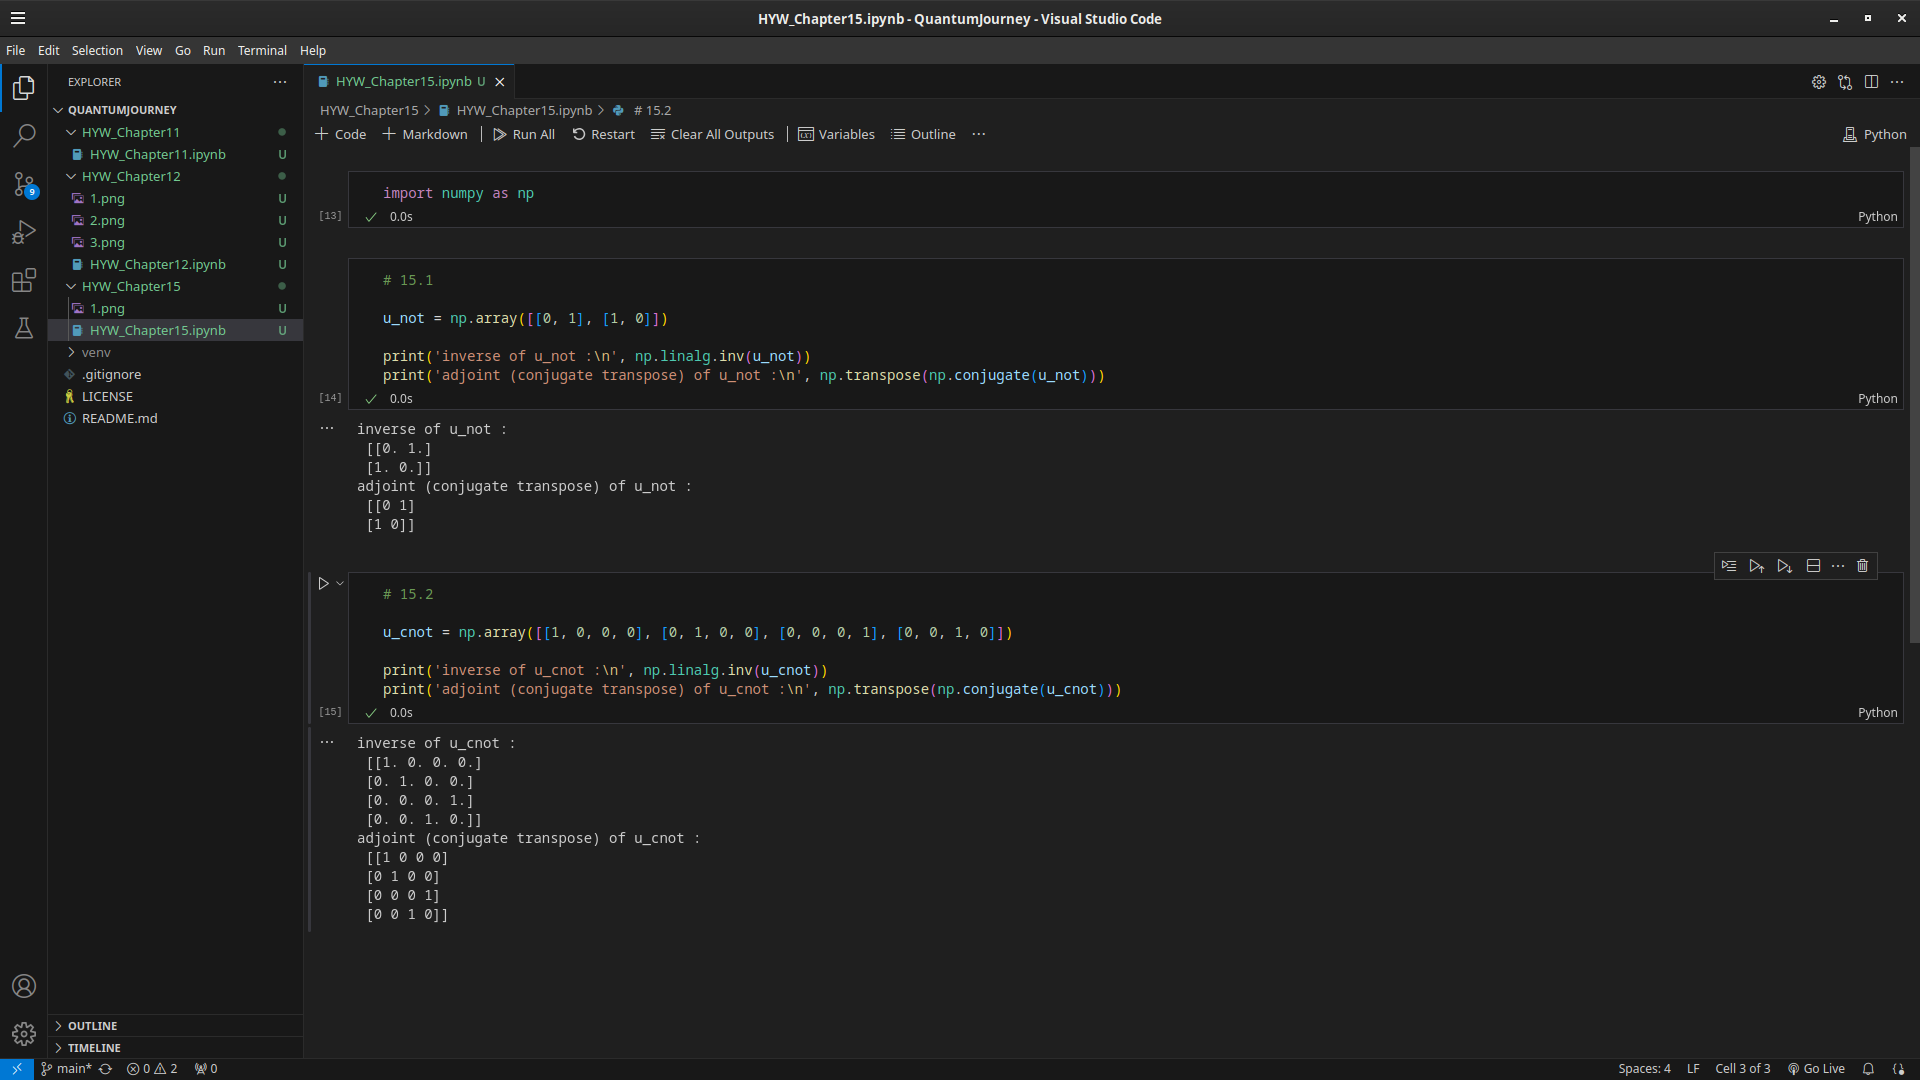 HYW_Chapter15.ipynb - QuantumJourney - Visual Studio Code
File Edit Selection View Go Run Terminal Help
EXPLORER
QUANTUMJOURNEY
HYW_Chapter11
HYW_Chapter11.ipynb U
HYW_Chapter12
1.png U
2.png U
3.png U
HYW_Chapter12.ipynb U
HYW_Chapter15
1.png U
HYW_Chapter15.ipynb U
venv
.gitignore
LICENSE
README.md
9
OUTLINE
TIMELINE
HYW_Chapter15.ipynb U
HYW_Chapter15 > HYW_Chapter15.ipynb > # 15.2
+ Code + Markdown Run All Restart Clear All Outputs Variables Outline ...
Python
import numpy as np
[13] 0.0s Python
# 15.1
u_not = np.array([[0, 1], [1, 0]])
print('inverse of u_not :\n', np.linalg.inv(u_not))
print('adjoint (conjugate transpose) of u_not :\n', np.transpose(np.conjugate(u_not)))
[14] 0.0s Python
inverse of u_not :
[[0. 1.]
[1. 0.]]
adjoint (conjugate transpose) of u_not :
[[0 1]
[1 0]]
# 15.2
u_cnot = np.array([[1, 0, 0, 0], [0, 1, 0, 0], [0, 0, 0, 1], [0, 0, 1, 0]])
print('inverse of u_cnot :\n', np.linalg.inv(u_cnot))
print('adjoint (conjugate transpose) of u_cnot :\n', np.transpose(np.conjugate(u_cnot)))
[15] 0.0s Python
inverse of u_cnot :
[[1. 0. 0. 0.]
[0. 1. 0. 0.]
[0. 0. 0. 1.]
[0. 0. 1. 0.]]
adjoint (conjugate transpose) of u_cnot :
[[1 0 0 0]
[0 1 0 0]
[0 0 0 1]
[0 0 1 0]]
main* 0 2 0 Spaces: 4 LF Cell 3 of 3 Go Live